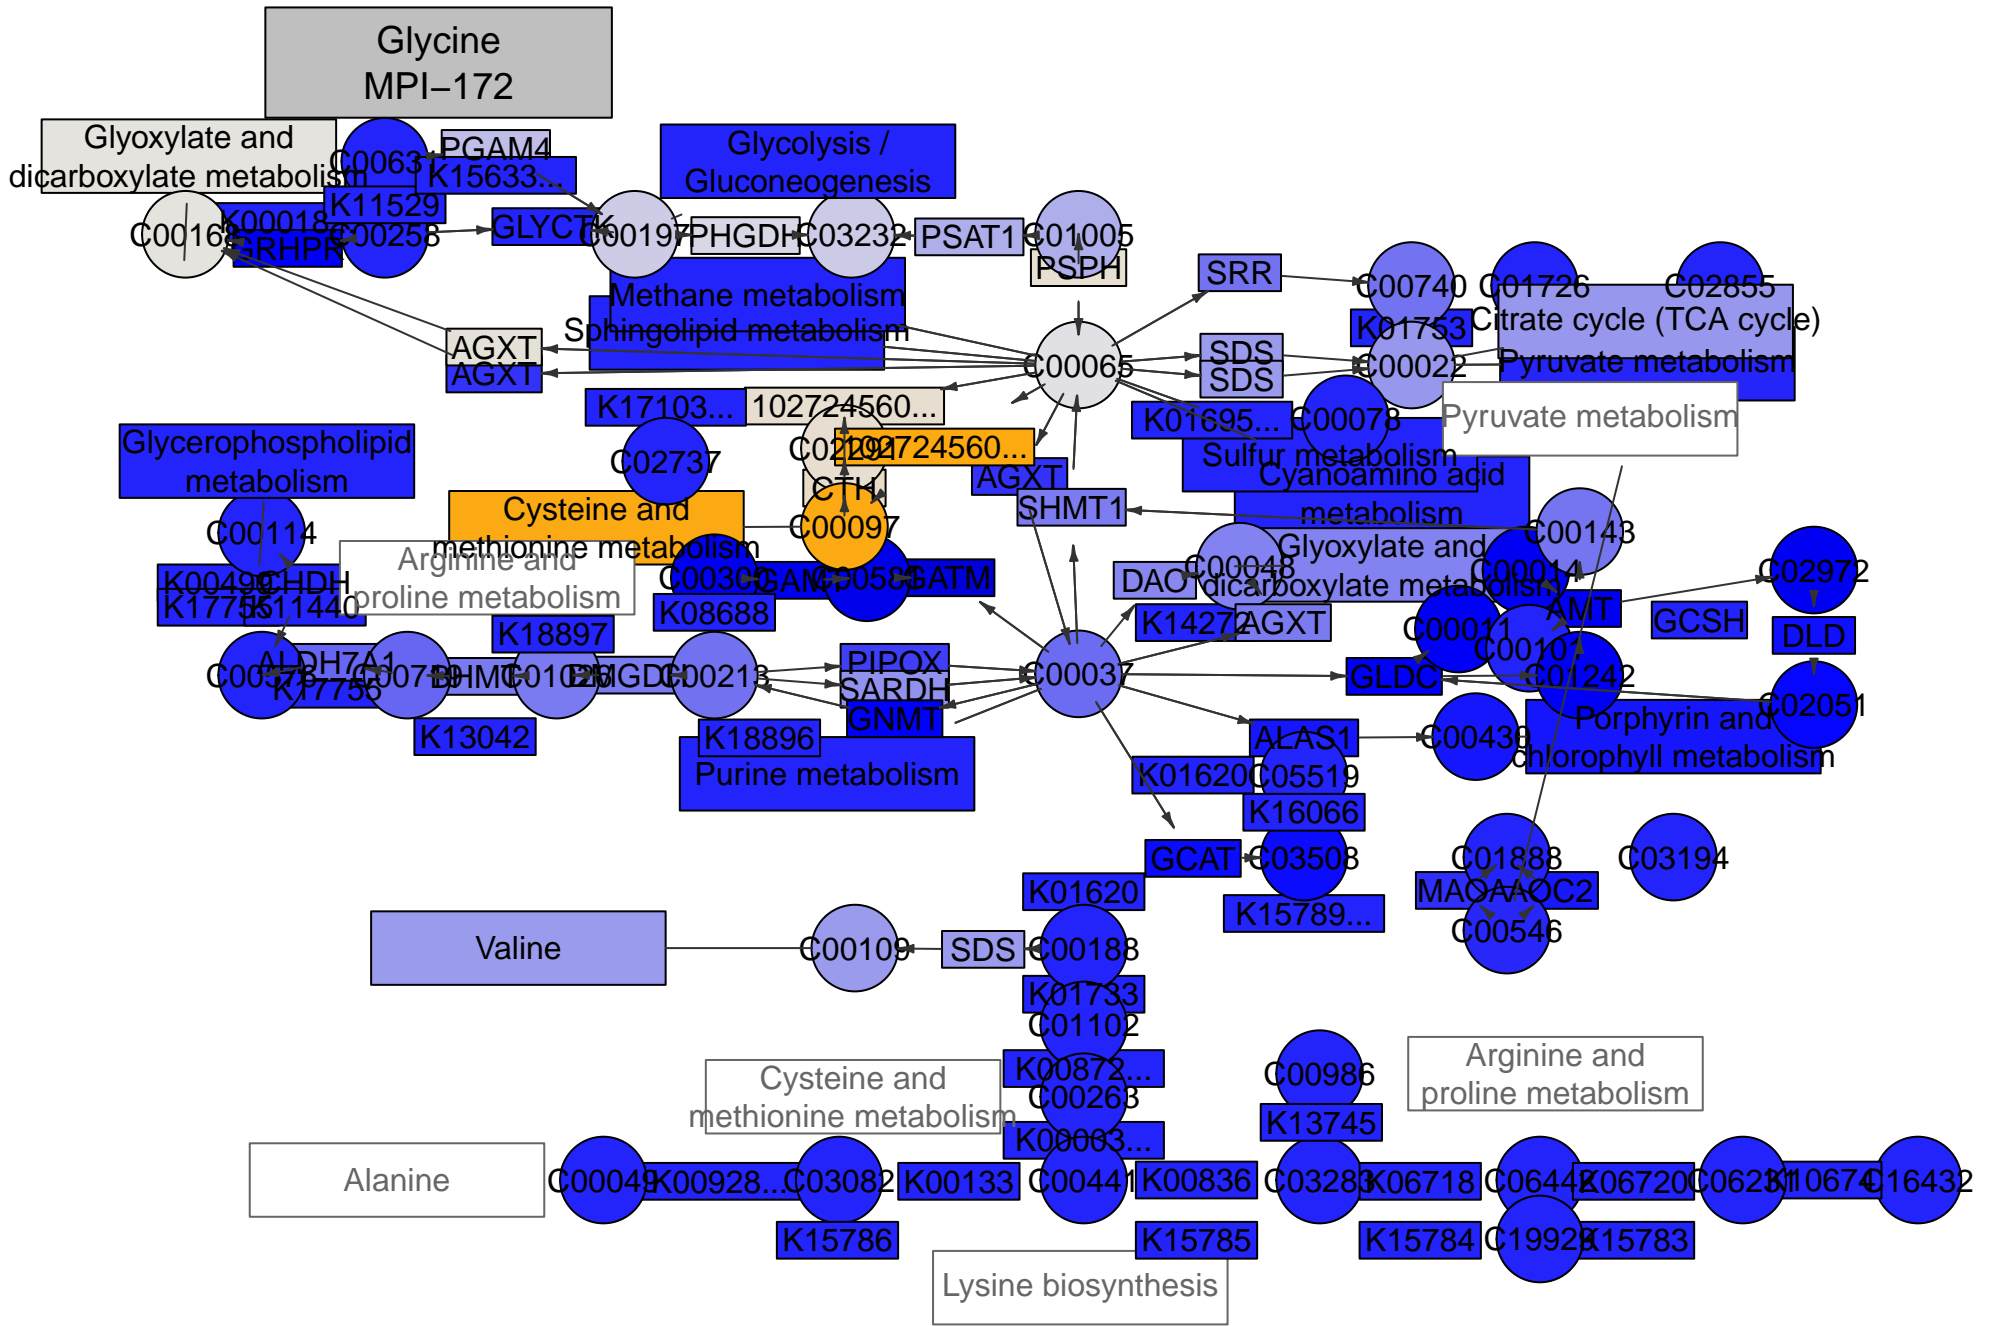 Glycine
MPI–172
Glyoxylate and
dicarboxylate metabolism
C00631
PGAM4
K15633...
Glycolysis /
Gluconeogenesis
K11529
K00018
C00168
GRHPR
C00258
GLYCTK
C00197
PHGDH
C03232
PSAT1
C01005
PSPH
SRR
C00740
C01726
C02855
Methane metabolism
Sphingolipid metabolism
K01753
Citrate cycle (TCA cycle)
AGXT
AGXT
C00065
SDS
SDS
C00022
Pyruvate metabolism
K17103...
102724560...
K01695...
C00078
Pyruvate metabolism
Glycerophospholipid
metabolism
C02737
C02291
102724560...
Sulfur metabolism
AGXT
Cyanoamino acid
metabolism
CTH
SHMT1
Cysteine and
methionine metabolism
C00097
C00114
C00143
Arginine and
proline metabolism
Glyoxylate and
dicarboxylate metabolism
C00048
C00014
C02972
K00499
CHDH
C00300
GAMT
C00581
GATM
DAO
K17755
K11440
K08688
K14272
AGXT
AMT
GCSH
C00011
DLD
K18897
C00101
ALDH7A1
C00576
K17755
C00719
BHMT
C01026
DMGDH
C00213
PIPOX
SARDH
GNMT
C00037
GLDC
C01242
C02051
K13042
K18896
ALAS1
C00430
Porphyrin and
chlorophyll metabolism
Purine metabolism
K01620
C05519
K16066
GCAT
C03508
C01888
C03194
K01620
K15789...
MAOA
AOC2
C00546
Valine
C00109
SDS
C00188
K01733
C01102
K00872...
C00263
K00003...
Cysteine and
methionine metabolism
C00986
K13745
Arginine and
proline metabolism
Alanine
C00049
K00928...
C03082
K00133
C00441
K00836
C03283
K06718
C06442
K06720
C06231
K10674
C16432
K15786
K15785
K15784
C19929
K15783
Lysine biosynthesis